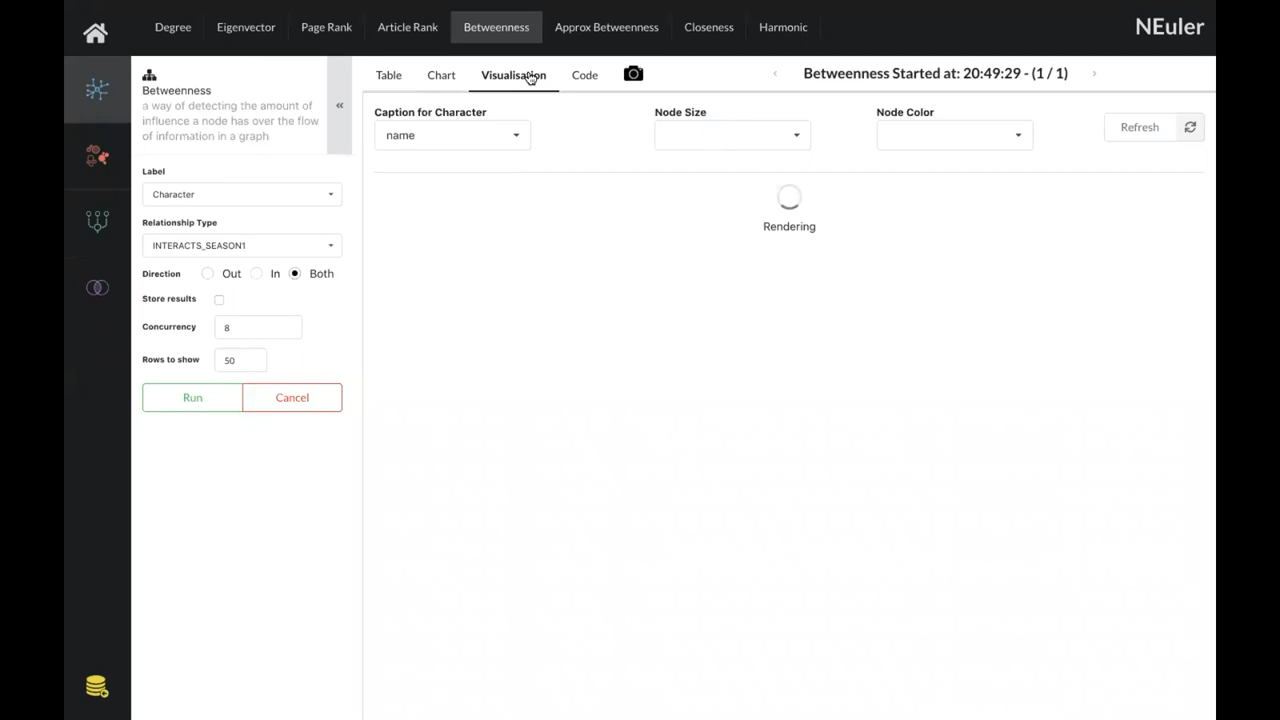 Degree Eigenvector Page Rank Article Rank Betweenness Approx Betweenness Closeness Harmonic NEuler
Betweenness
a way of detecting the amount of
influence a node has over the flow
of information in a graph
«
Label
Character
Relationship Type
INTERACTS_SEASON1
Direction Out In Both
Store results
Concurrency 8
Rows to show 50
Run Cancel
Table Chart Visualisation Code ‹ Betweenness Started at: 20:49:29 - (1 / 1) ›
Caption for Character Node Size Node Color
name
Refresh
Rendering